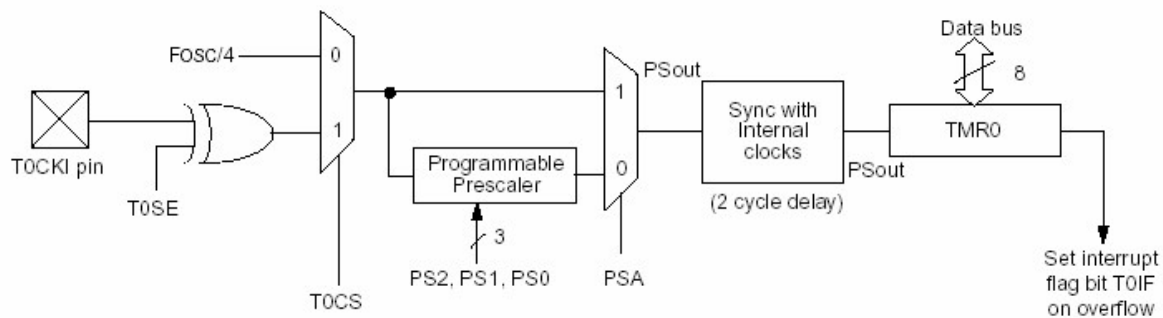 Data bus
8
FOSC/4
0
1
T0CKI pin
T0SE
T0CS
Programmable
Prescaler
3
PS2, PS1, PS0
1
0
PSA
PSout
Sync with
Internal
clocks
(2 cycle delay)
PSout
TMR0
Set interrupt
flag bit T0IF
on overflow